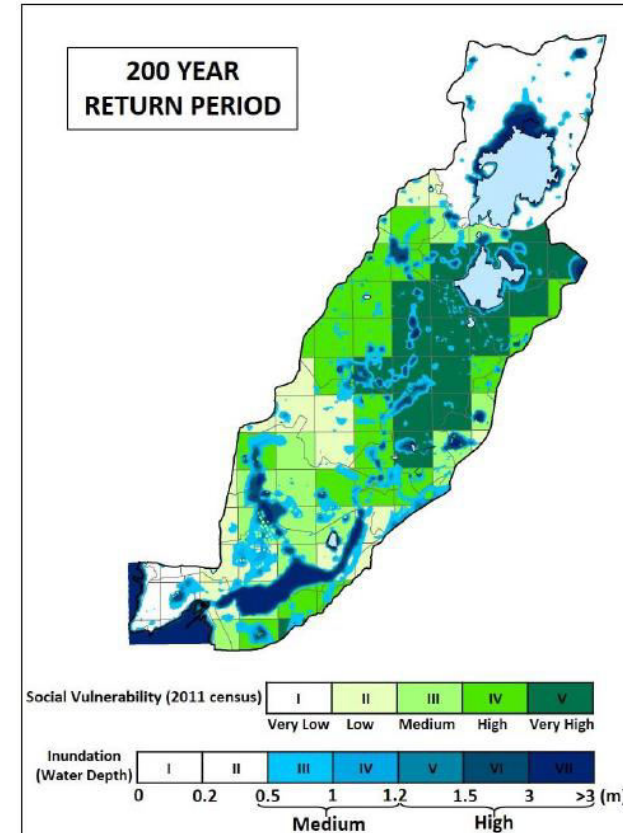 200 YEAR
RETURN PERIOD
Social Vulnerability (2011 census)
I II III IV V
Very Low Low Medium High Very High
Inundation
(Water Depth)
I II III IV V VI VII
0 0.2 0.5 1 1.2 1.5 3 >3 (m)
Medium High